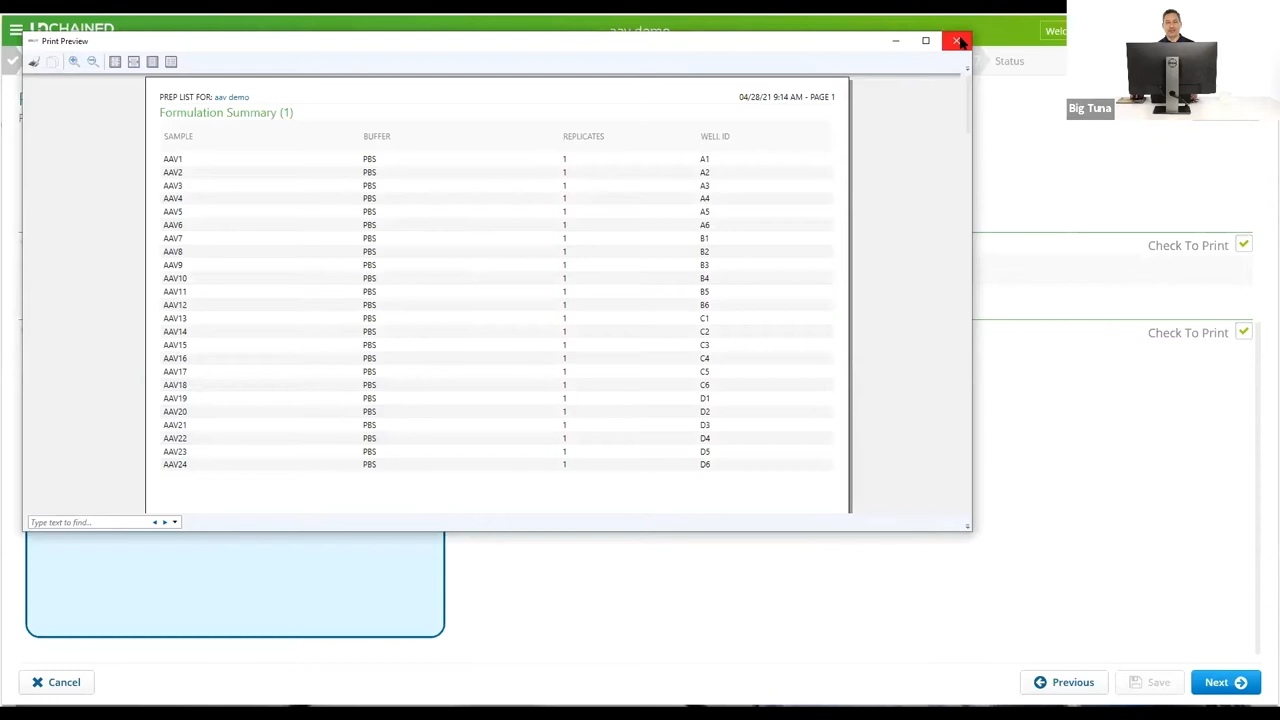 UNCHAINED
aav demo
Welc
Print Preview
Status
Big Tuna
PREP LIST FOR: aav demo
04/28/21 9:14 AM - PAGE 1
Formulation Summary (1)
SAMPLE BUFFER REPLICATES WELL ID
AAV1 PBS 1 A1
AAV2 PBS 1 A2
AAV3 PBS 1 A3
AAV4 PBS 1 A4
AAV5 PBS 1 A5
AAV6 PBS 1 A6
AAV7 PBS 1 B1
AAV8 PBS 1 B2
AAV9 PBS 1 B3
AAV10 PBS 1 B4
AAV11 PBS 1 B5
AAV12 PBS 1 B6
AAV13 PBS 1 C1
AAV14 PBS 1 C2
AAV15 PBS 1 C3
AAV16 PBS 1 C4
AAV17 PBS 1 C5
AAV18 PBS 1 C6
AAV19 PBS 1 D1
AAV20 PBS 1 D2
AAV21 PBS 1 D3
AAV22 PBS 1 D4
AAV23 PBS 1 D5
AAV24 PBS 1 D6
Check To Print
Check To Print
Type text to find...
Cancel
Previous
Save
Next